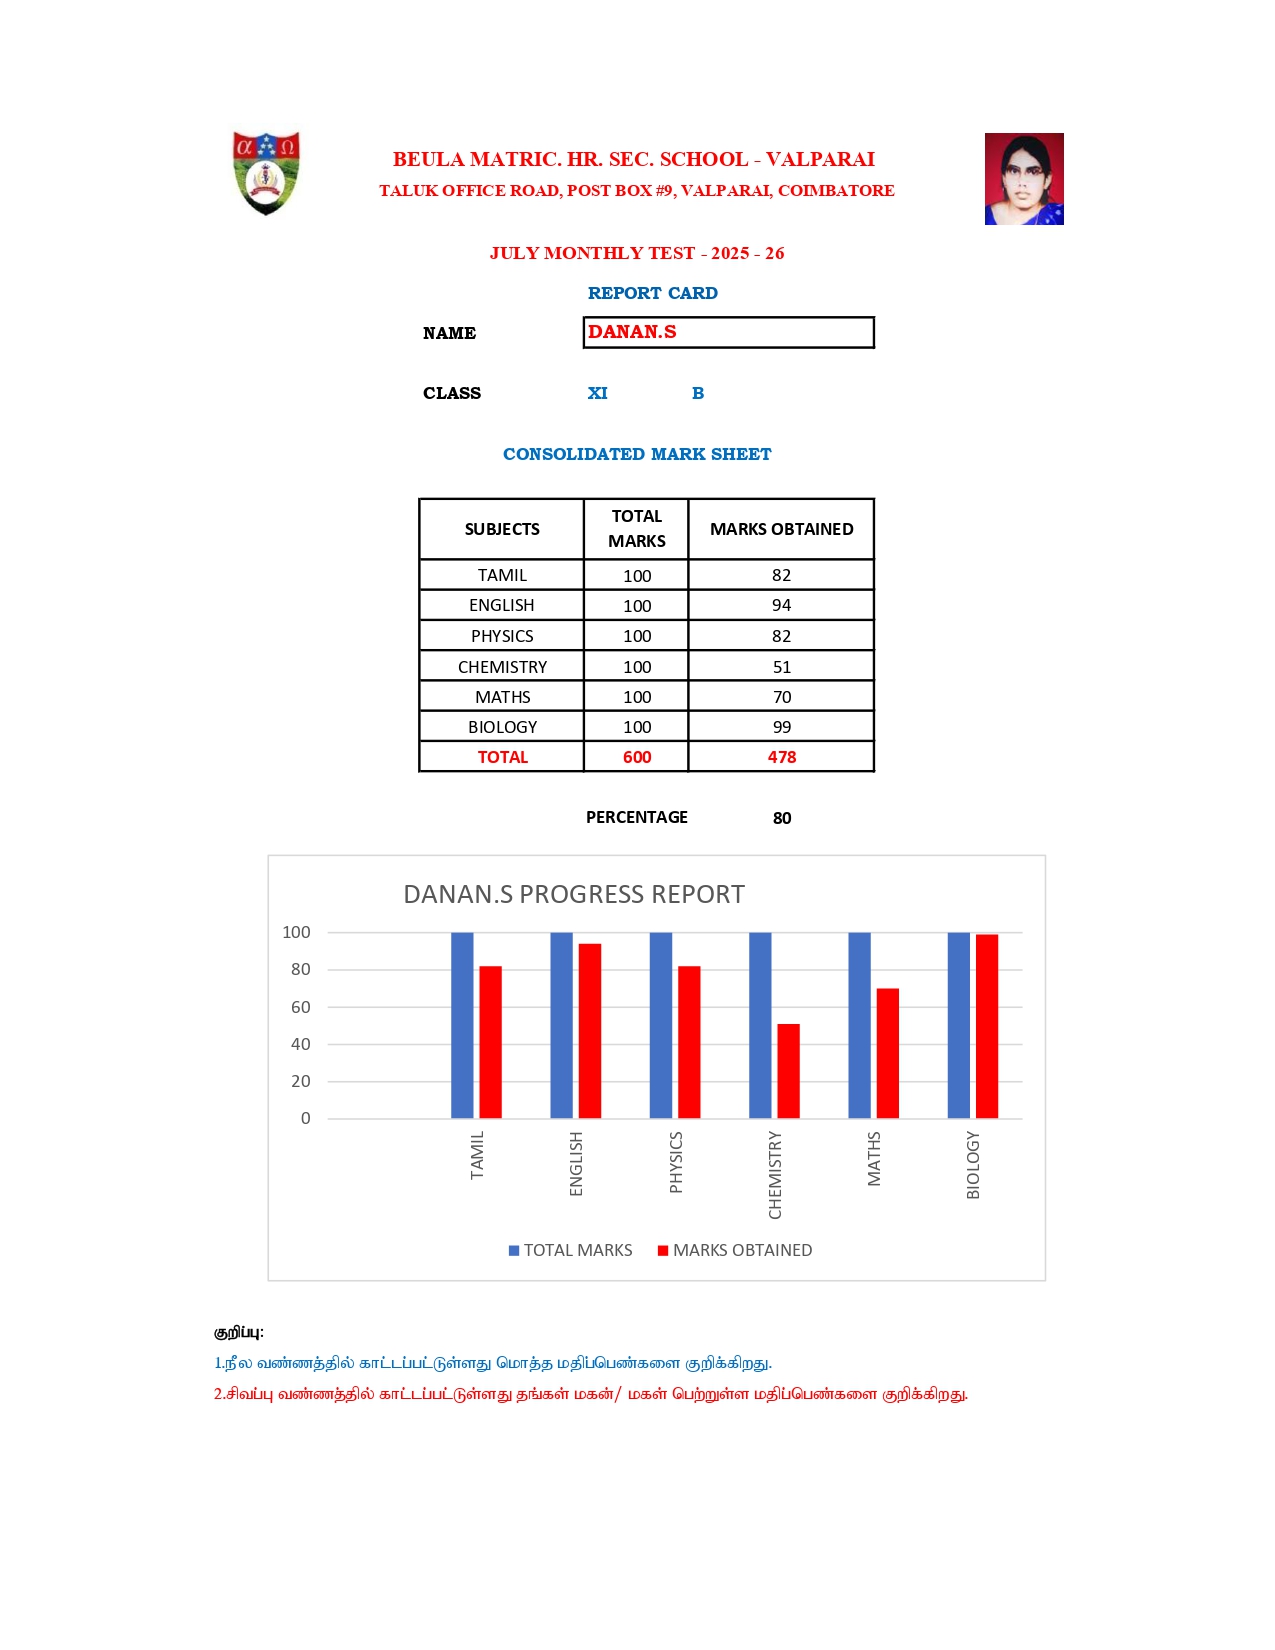 α Ω
BEULA MATRIC. HR. SEC. SCHOOL - VALPARAI
TALUK OFFICE ROAD, POST BOX #9, VALPARAI, COIMBATORE
JULY MONTHLY TEST - 2025 - 26
REPORT CARD
NAME DANAN.S
CLASS XI B
CONSOLIDATED MARK SHEET
SUBJECTS TOTAL MARKS MARKS OBTAINED
TAMIL 100 82
ENGLISH 100 94
PHYSICS 100 82
CHEMISTRY 100 51
MATHS 100 70
BIOLOGY 100 99
TOTAL 600 478
PERCENTAGE 80
DANAN.S PROGRESS REPORT
100
80
60
40
20
0
TAMIL ENGLISH PHYSICS CHEMISTRY MATHS BIOLOGY
TOTAL MARKS MARKS OBTAINED
குறிப்பு:
1.நீல வண்ணத்தில் காட்டப்பட்டுள்ளது மொத்த மதிப்பெண்களை குறிக்கிறது.
2.சிவப்பு வண்ணத்தில் காட்டப்பட்டுள்ளது தங்கள் மகன்/ மகள் பெற்றுள்ள மதிப்பெண்களை குறிக்கிறது.